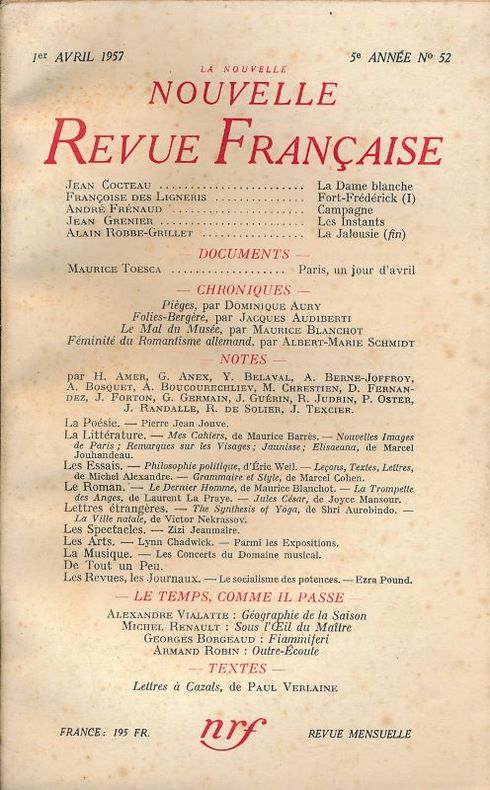 1er AVRIL 1957 5e ANNÉE No 52
LA NOUVELLE
NOUVELLE
REVUE FRANÇAISE
JEAN COCTEAU ........................ La Dame blanche
FRANÇOISE DES LIGNERIS .............. Fort-Frédérick (I)
ANDRÉ FRÉNAUD ....................... Campagne
JEAN GRENIER ........................ Les Instants
ALAIN ROBBE-GRILLET ................. La Jalousie (fin)
— DOCUMENTS —
MAURICE TOESCA ................... Paris, un jour d'avril
— CHRONIQUES —
Pièges, par DOMINIQUE AURY
Folies-Bergère, par JACQUES AUDIBERTI
Le Mal du Musée, par MAURICE BLANCHOT
Féminité du Romantisme allemand, par ALBERT-MARIE SCHMIDT
— NOTES —
par H. AMER, G. ANEX, Y. BELAVAL, A. BERNE-JOFFROY,
A. BOSQUET, A. BOUCOURECHLIEV, M. CHRESTIEN, D. FERNAN-
DEZ, J. FORTON, G. GERMAIN, J. GUÉRIN, R. JUDRIN, P. OSTER,
J. RANDALLE, R. DE SOLIER, J. TEXCIER.
La Poésie. — Pierre Jean Jouve.
La Littérature. — Mes Cahiers, de Maurice Barrès. — Nouvelles Images
de Paris ; Remarques sur les Visages ; Jaunisse ; Elisaeana, de Marcel
Jouhandeau.
Les Essais. — Philosophie politique, d'Éric Weil. — Leçons, Textes, Lettres,
de Michel Alexandre. — Grammaire et Style, de Marcel Cohen.
Le Roman. — Le Dernier Homme, de Maurice Blanchot. — La Trompette
des Anges, de Laurent La Praye. — Jules César, de Joyce Mansour.
Lettres étrangères. — The Synthesis of Yoga, de Shri Aurobindo. —
La Ville natale, de Victor Nekrassov.
Les Spectacles. — Zizi Jeanmaire.
Les Arts. — Lynn Chadwick. — Parmi les Expositions.
La Musique. — Les Concerts du Domaine musical.
De Tout un Peu.
Les Revues, les Journaux. — Le socialisme des potences. — Ezra Pound.
— LE TEMPS, COMME IL PASSE —
ALEXANDRE VIALATTE : Géographie de la Saison
MICHEL RENAULT : Sous l'Œil du Maître
GEORGES BORGEAUD : Fiammiferi
ARMAND ROBIN : Outre-Écoute
— TEXTES —
Lettres à Cazals, de PAUL VERLAINE
FRANCE : 195 FR. nrf REVUE MENSUELLE